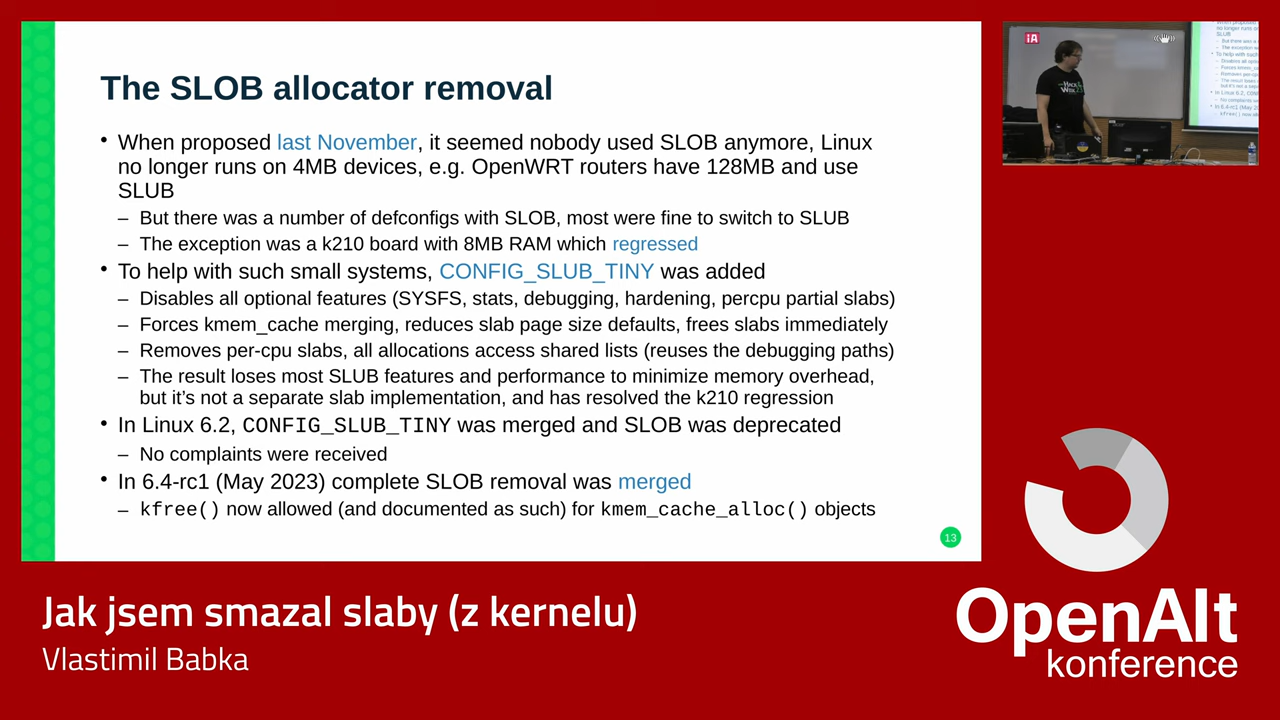 The SLOB allocator removal
• When proposed last November, it seemed nobody used SLOB anymore, Linux
no longer runs on 4MB devices, e.g. OpenWRT routers have 128MB and use
SLUB
– But there was a number of defconfigs with SLOB, most were fine to switch to SLUB
– The exception was a k210 board with 8MB RAM which regressed
• To help with such small systems, CONFIG_SLUB_TINY was added
– Disables all optional features (SYSFS, stats, debugging, hardening, percpu partial slabs)
– Forces kmem_cache merging, reduces slab page size defaults, frees slabs immediately
– Removes per-cpu slabs, all allocations access shared lists (reuses the debugging paths)
– The result loses most SLUB features and performance to minimize memory overhead,
but it’s not a separate slab implementation, and has resolved the k210 regression
• In Linux 6.2, CONFIG_SLUB_TINY was merged and SLOB was deprecated
– No complaints were received
• In 6.4-rc1 (May 2023) complete SLOB removal was merged
– kfree() now allowed (and documented as such) for kmem_cache_alloc() objects
13
Jak jsem smazal slaby (z kernelu)
Vlastimil Babka
OpenAlt
konference